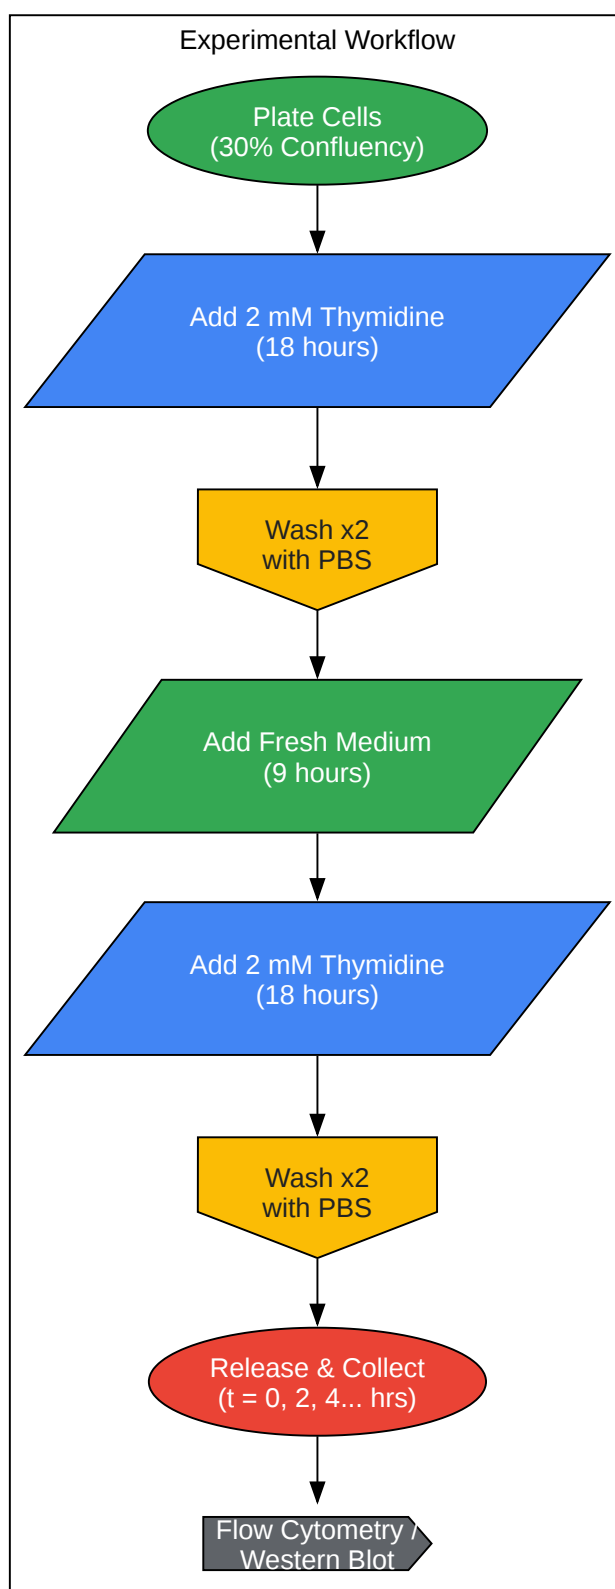 Experimental Workflow
Plate Cells
(30% Confluency)
Add 2 mM Thymidine
(18 hours)
Wash x2
with PBS
Add Fresh Medium
(9 hours)
Add 2 mM Thymidine
(18 hours)
Wash x2
with PBS
Release & Collect
(t = 0, 2, 4... hrs)
Flow Cytometry /
Western Blot